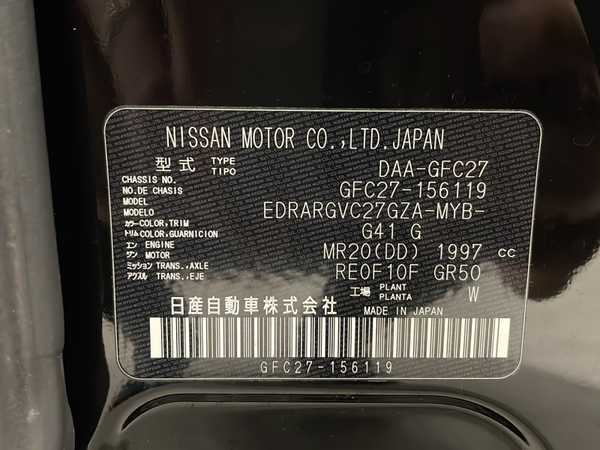 NISSAN MOTOR CO.,LTD.JAPAN
型式 TYPE TIPO DAA-GFC27
CHASSIS NO.
NO.DE CHASIS GFC27-156119
MODEL
MODELO EDRARGVC27GZA-MYB-
カラー COLOR,TRIM
トリム COLOR,GUARNICION G41 G
エン ENGINE
ジン MOTOR MR20(DD) 1997 cc
ミッション TRANS.,AXLE
アクスル TRANS.,EJE RE0F10F GR50
工場 PLANT PLANTA W
日産自動車株式会社 MADE IN JAPAN
GFC27-156119